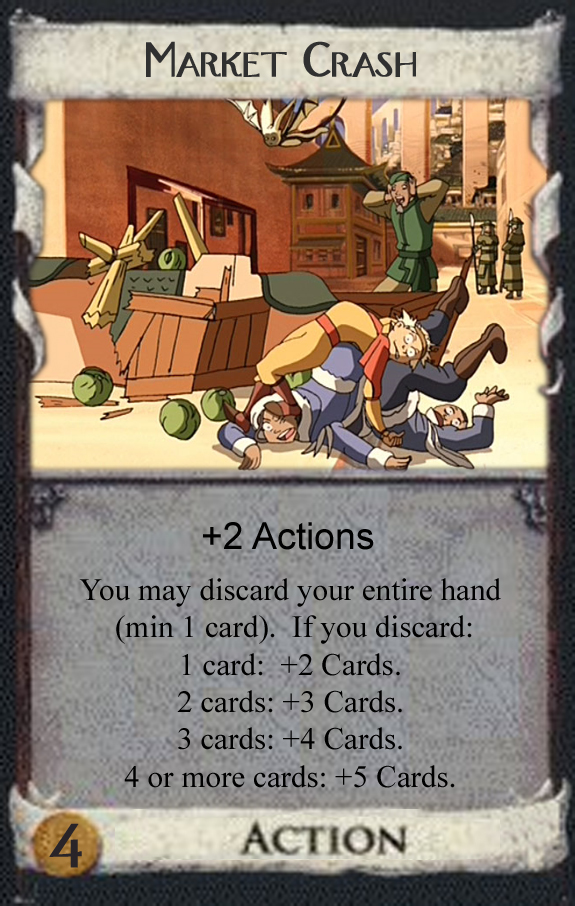 Market Crash
+2 Actions
You may discard your entire hand
(min 1 card).  If you discard:
1 card:  +2 Cards.
2 cards: +3 Cards.
3 cards: +4 Cards.
4 or more cards: +5 Cards.
4
Action